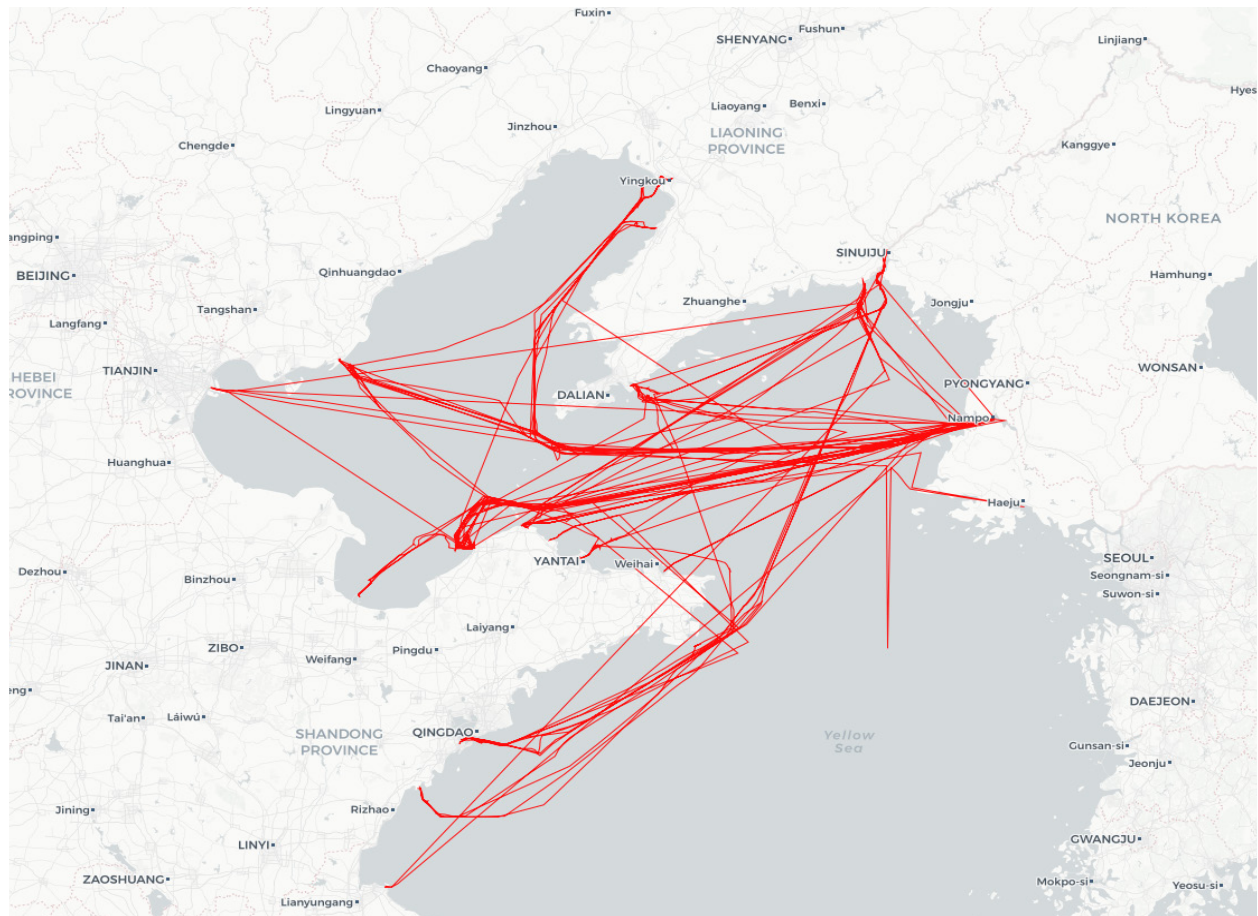 Fuxin
Fushun
SHENYANG
Linjiang
Chaoyang
Hyes
Lingyuan
Liaoyang
Benxi
Jinzhou
LIAONING
PROVINCE
Chengde
Kanggye
Yingkou
NORTH KOREA
angping
BEIJING
Qinhuangdao
SINUIJU
Hamhung
Tangshan
Zhuanghe
Jongju
Langfang
TIANJIN
HEBEI
ROVINCE
DALIAN
PYONGYANG
WONSAN
Nampo
Huanghua
Haeju
Dezhou
Binzhou
YANTAI
Weihai
SEOUL
Seongnam-si
Suwon-si
Laiyang
ZIBO
Weifang
Pingdu
JINAN
eng
Tai'an
Láiwú
DAEJEON
SHANDONG
PROVINCE
QINGDAO
Yellow
Sea
Gunsan-si
Jeonju
Jining
Rizhao
LINYI
GWANGJU
ZAOSHUANG
Lianyungang
Mokpo-si
Yeosu-si